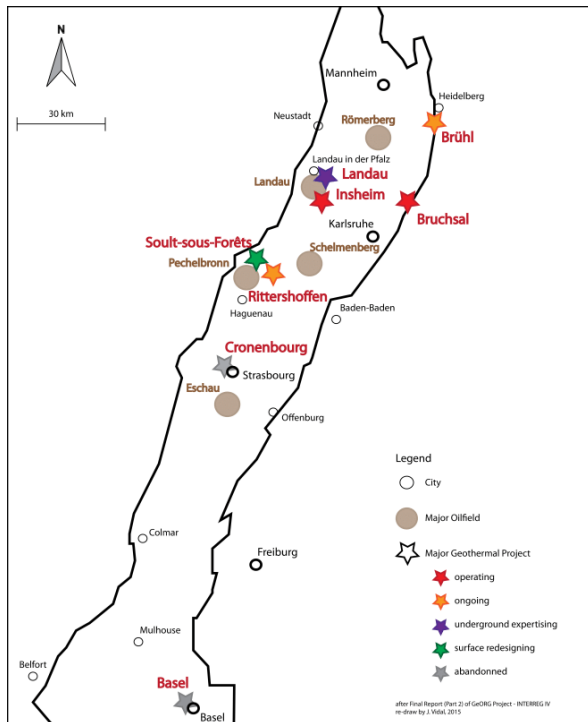 N
30 km
Mannheim
Heidelberg
Neustadt
Römerberg
Brühl
Landau in der Pfalz
Landau
Landau
Insheim
Bruchsal
Karlsruhe
Soult-sous-Forêts
Schelmenberg
Pechelbronn
Rittershoffen
Haguenau
Baden-Baden
Cronenbourg
Strasbourg
Eschau
Offenburg
Legend
City
Major Oilfield
Colmar
Freiburg
Major Geothermal Project
operating
ongoing
underground expertising
Mulhouse
surface redesigning
Belfort
abandonned
Basel
Basel
after Final Report (Part 2) of GeORG Project - INTERREG IV
re-draw by J. Vidal, 2015